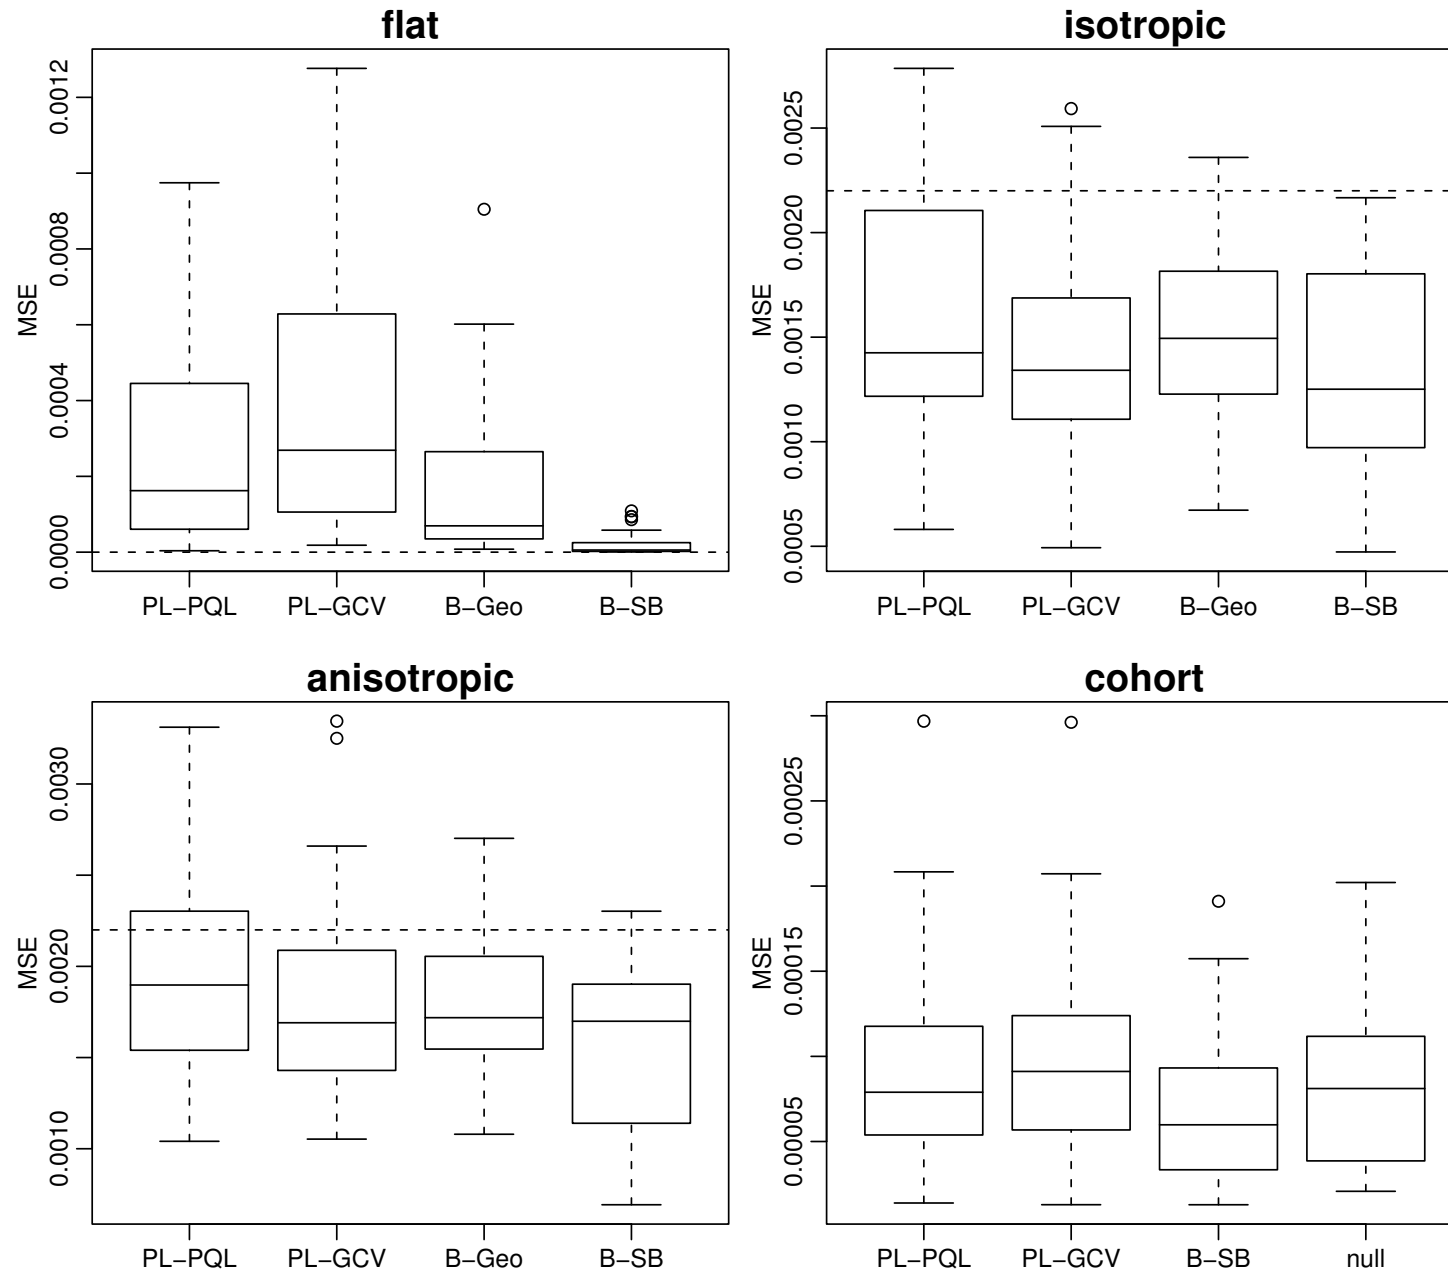 flat
MSE
0.0012
0.0008
0.0004
0.0000
PL−PQL PL−GCV B−Geo B−SB
isotropic
MSE
0.0025
0.0020
0.0015
0.0010
0.0005
PL−PQL PL−GCV B−Geo B−SB
anisotropic
MSE
0.0030
0.0020
0.0010
PL−PQL PL−GCV B−Geo B−SB
cohort
MSE
0.00025
0.00015
0.00005
PL−PQL PL−GCV B−SB null